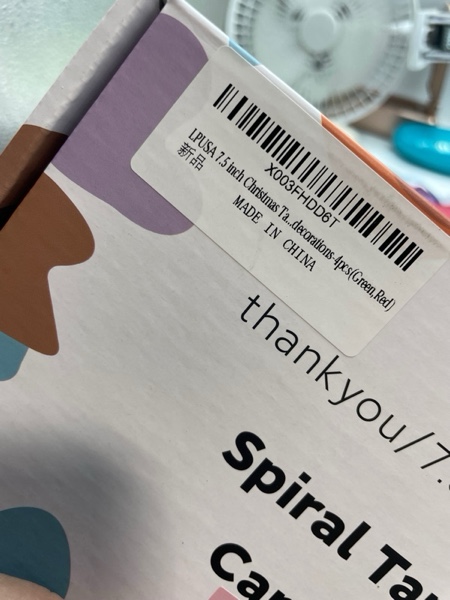 X003FHDD6T
LPUSA 7.5 inch Christmas Ta...decorations 4pcs(Green,Red)
新品
MADE IN CHINA
thankyou/7.
Spiral Ta
Can